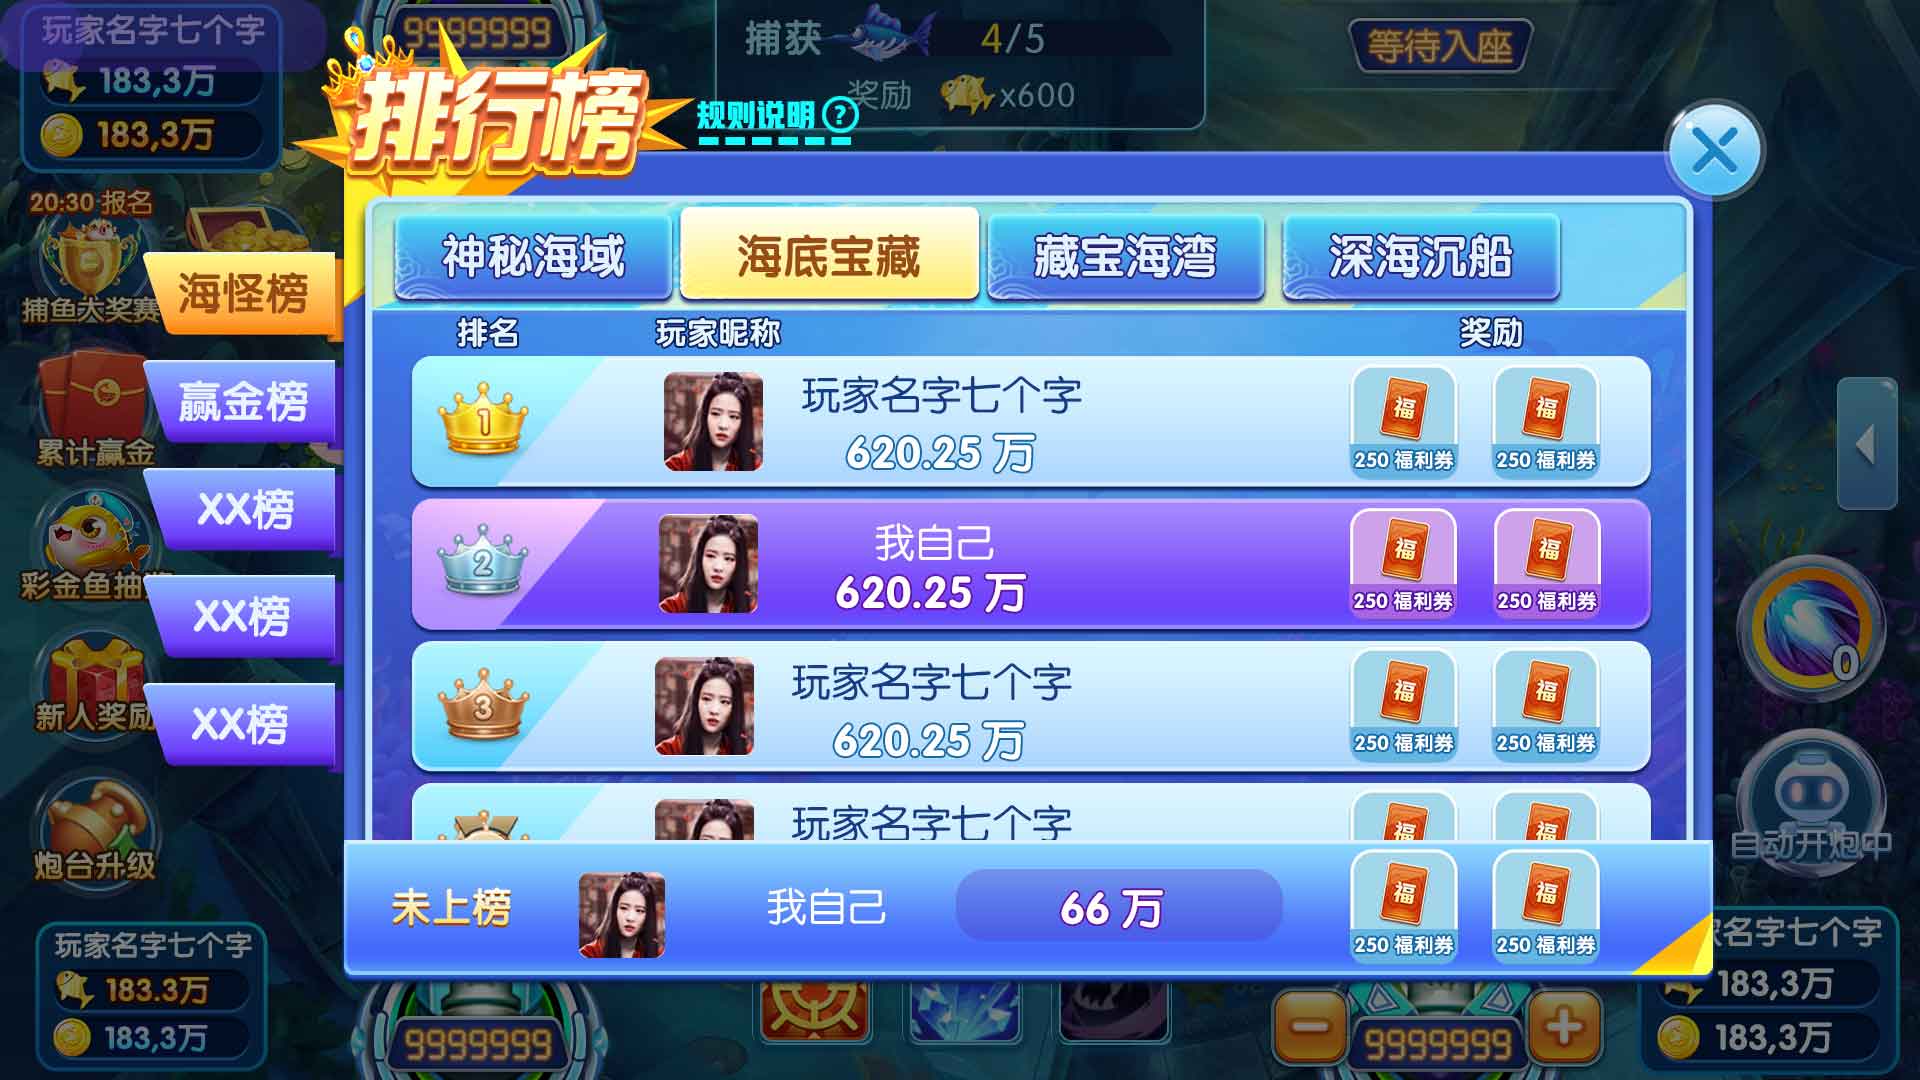 玩家名字七个字
183,3万
183,3万
9999999
捕获
4/5
奖励
x600
等待入座
排行榜
规则说明?
20:30 报名
捕鱼大奖赛
累计赢金
彩金鱼抽
新人奖励
炮台升级
海怪榜
赢金榜
XX榜
XX榜
XX榜
神秘海域
海底宝藏
藏宝海湾
深海沉船
排名
玩家昵称
奖励
1
玩家名字七个字
620.25 万
福
福
250 福利券
250 福利券
2
我自己
620.25 万
福
福
250 福利券
250 福利券
3
玩家名字七个字
620.25 万
福
福
250 福利券
250 福利券
玩家名字七个字
福
福
未上榜
我自己
66 万
福
福
250 福利券
250 福利券
0
自动开炮中
玩家名字七个字
183.3万
183,3万
9999999
9999999
名字七个字
183,3万
183,3万